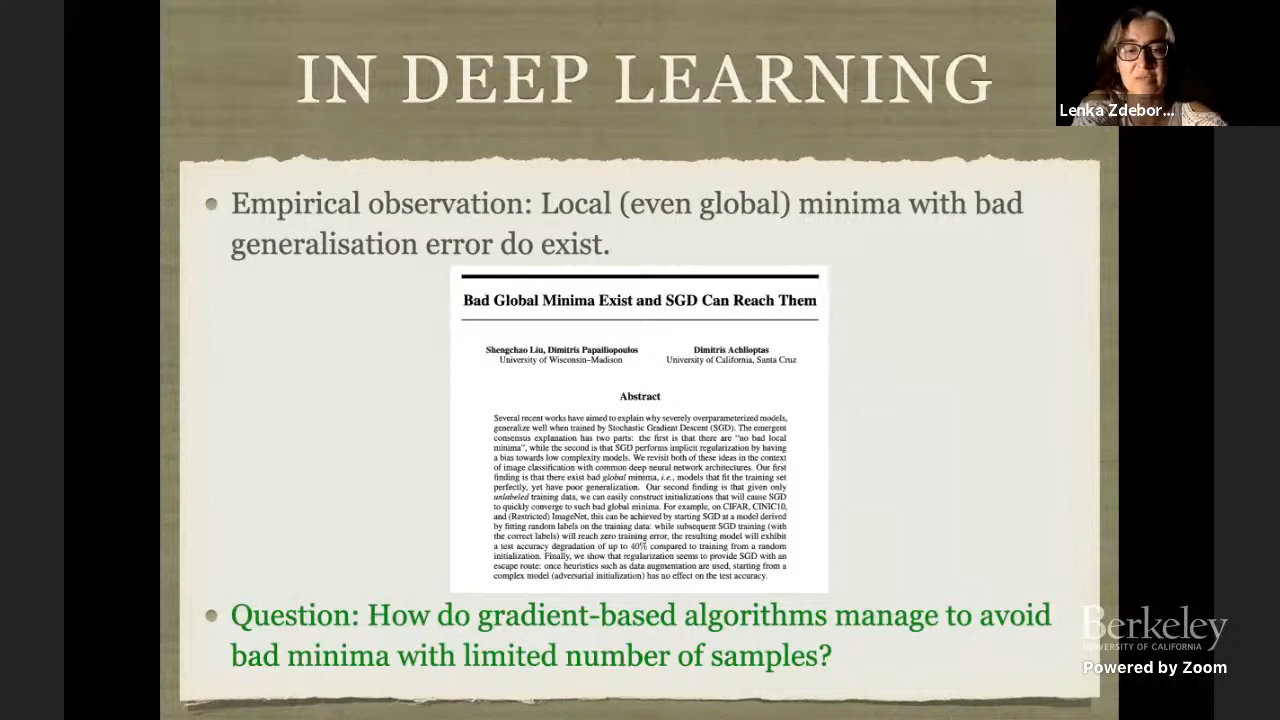 IN DEEP LEARNING
Lenka Zdebor...
Empirical observation: Local (even global) minima with bad
generalisation error do exist.
Bad Global Minima Exist and SGD Can Reach Them
Shengchao Liu, Dimitris Papailiopoulos
University of Wisconsin–Madison
Dimitris Achlioptas
University of California, Santa Cruz
Abstract
Several recent works have aimed to explain why severely overparameterized models,
generalize well when trained by Stochastic Gradient Descent (SGD). The emergent
consensus explanation has two parts: the first is that there are “no bad local
minima”, while the second is that SGD performs implicit regularization by having
a bias towards low complexity models. We revisit both of these ideas in the context
of image classification with common deep neural network architectures. Our first
finding is that there exist bad global minima, i.e., models that fit the training set
perfectly, yet have poor generalization. Our second finding is that given only
unlabeled training data, we can easily construct initializations that will cause SGD
to quickly converge to such bad global minima. For example, on CIFAR, CINIC10,
and (Restricted) ImageNet, this can be achieved by starting SGD at a model derived
by fitting random labels on the training data: while subsequent SGD training (with
the correct labels) will reach zero training error, the resulting model will exhibit
a test accuracy degradation of up to 40% compared to training from a random
initialization. Finally, we show that regularization seems to provide SGD with an
escape route: once heuristics such as data augmentation are used, starting from a
complex model (adversarial initialization) has no effect on the test accuracy.
Question: How do gradient-based algorithms manage to avoid
bad minima with limited number of samples?
Berkeley
UNIVERSITY OF CALIFORNIA
Powered by Zoom